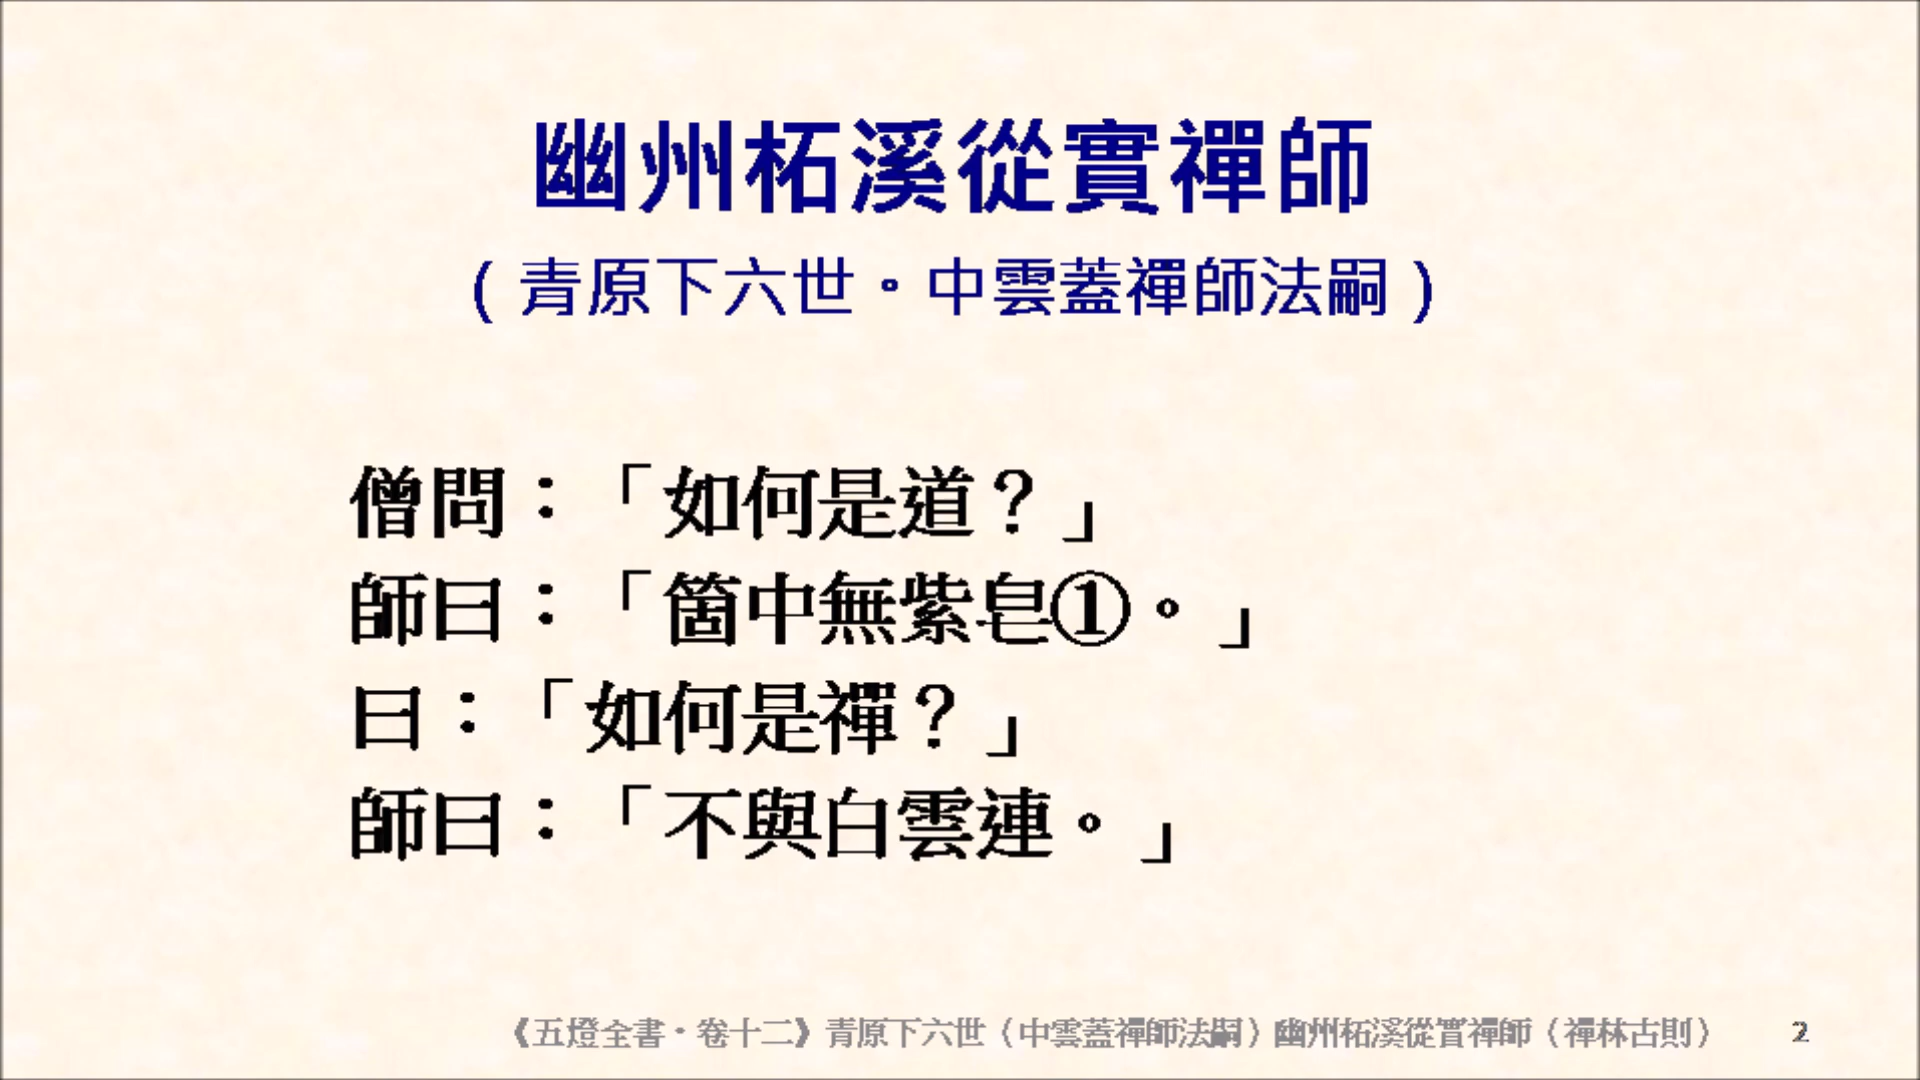 幽州柘溪從實禪師
（青原下六世。中雲蓋禪師法嗣）
僧問：「如何是道？」
師曰：「箇中無紫皂①。」
曰：「如何是禪？」
師曰：「不與白雲連。」
《五燈全書‧卷十二》青原下六世（中雲蓋禪師法嗣）幽州柘溪從實禪師（禪林古則） 2